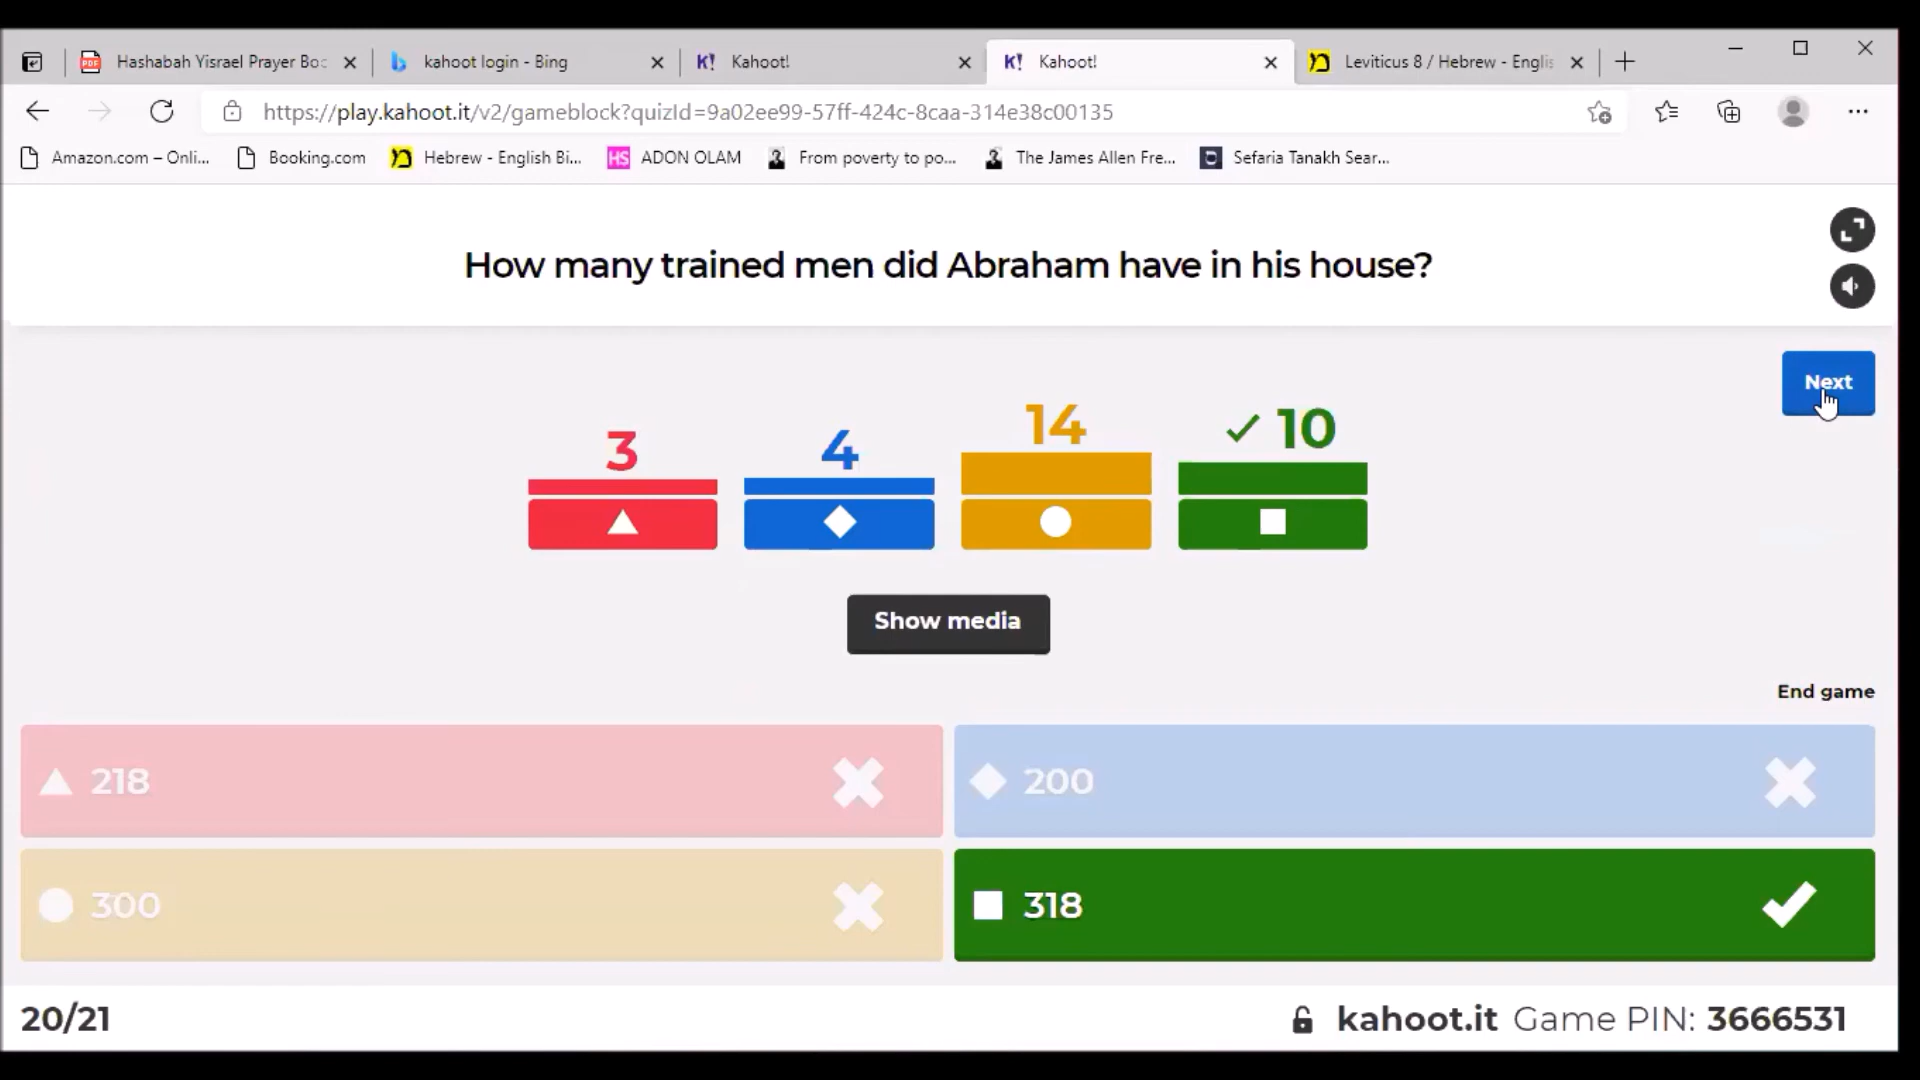 Hashabah Yisrael Prayer Bo
kahoot login - Bing
K! Kahoot!
K! Kahoot!
Leviticus 8 / Hebrew - Englis
https://play.kahoot.it/v2/gameblock?quizId=9a02ee99-57ff-424c-8caa-314e38c00135
Amazon.com – Onli...
Booking.com
Hebrew - English Bi...
HS ADON OLAM
From poverty to po...
The James Allen Fre...
Sefaria Tanakh Sear...
How many trained men did Abraham have in his house?
Next
3
4
14
10
Show media
End game
218
200
300
318
20/21
kahoot.it Game PIN: 3666531